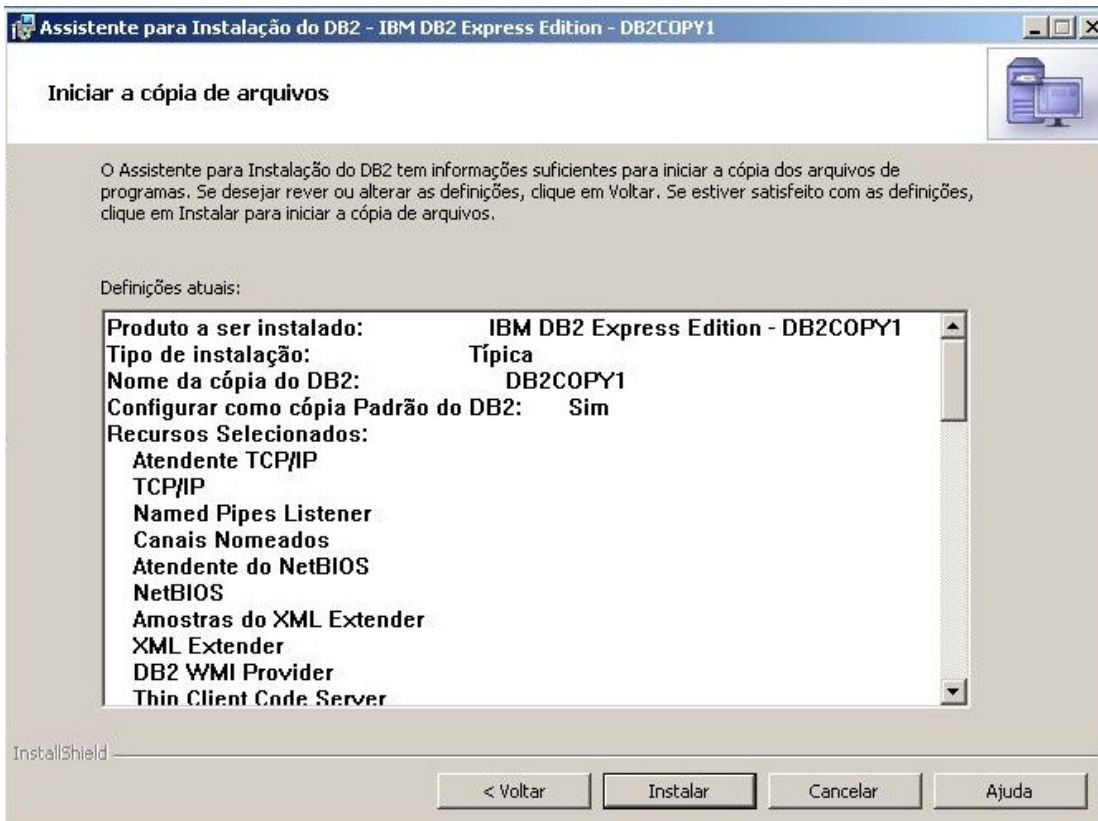 Assistente para Instalação do DB2 - IBM DB2 Express Edition - DB2COPY1
Iniciar a cópia de arquivos
O Assistente para Instalação do DB2 tem informações suficientes para iniciar a cópia dos arquivos de
programas. Se desejar rever ou alterar as definições, clique em Voltar. Se estiver satisfeito com as definições,
clique em Instalar para iniciar a cópia de arquivos.
Definições atuais:
Produto a ser instalado: IBM DB2 Express Edition - DB2COPY1
Tipo de instalação: Típica
Nome da cópia do DB2: DB2COPY1
Configurar como cópia Padrão do DB2: Sim
Recursos Selecionados:
Atendente TCP/IP
TCP/IP
Named Pipes Listener
Canais Nomeados
Atendente do NetBIOS
NetBIOS
Amostras do XML Extender
XML Extender
DB2 WMI Provider
Thin Client Code Server
InstallShield
< Voltar Instalar Cancelar Ajuda